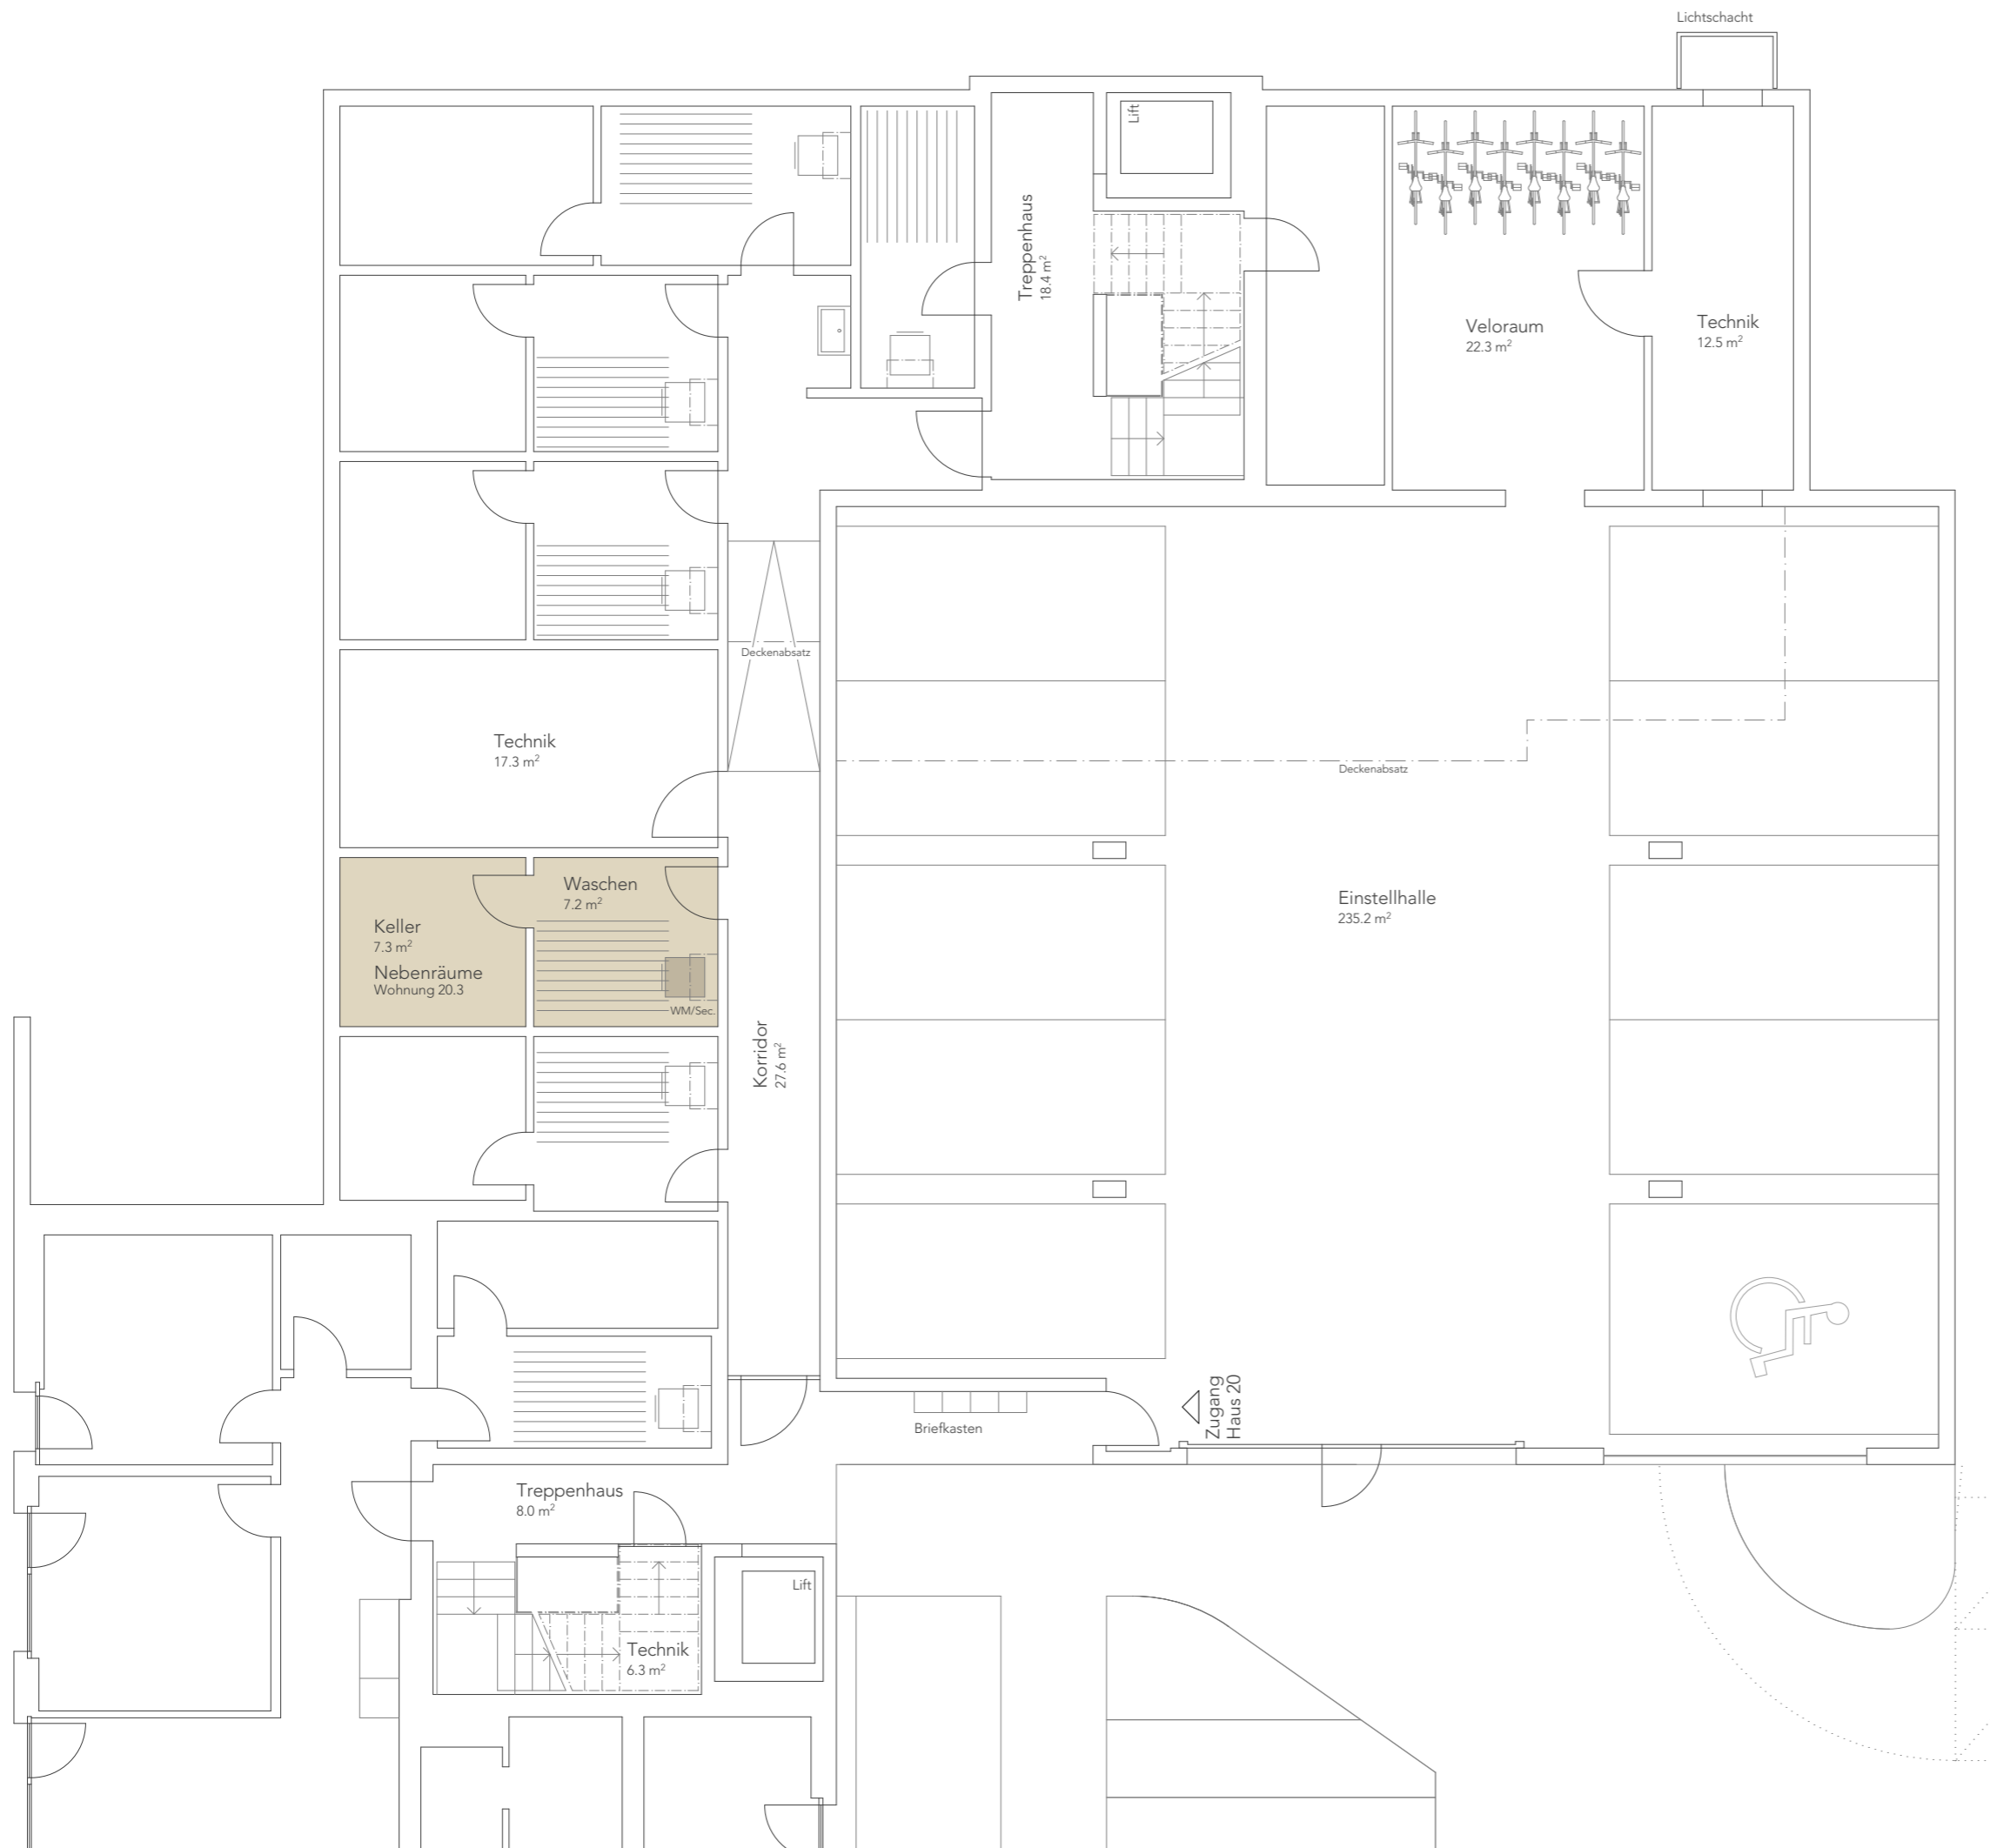 Lichtschacht
Lift
Treppenhaus
18.4 m²
Veloraum
22.3 m²
Technik
12.5 m²
Deckenabsatz
Technik
17.3 m²
Deckenabsatz
Waschen
7.2 m²
Keller
7.3 m²
Nebenräume
Wohnung 20.3
WM/Sec.
Einstellhalle
235.2 m²
Korridor
27.6 m²
Zugang
Haus 20
Briefkasten
Treppenhaus
8.0 m²
Lift
Technik
6.3 m²